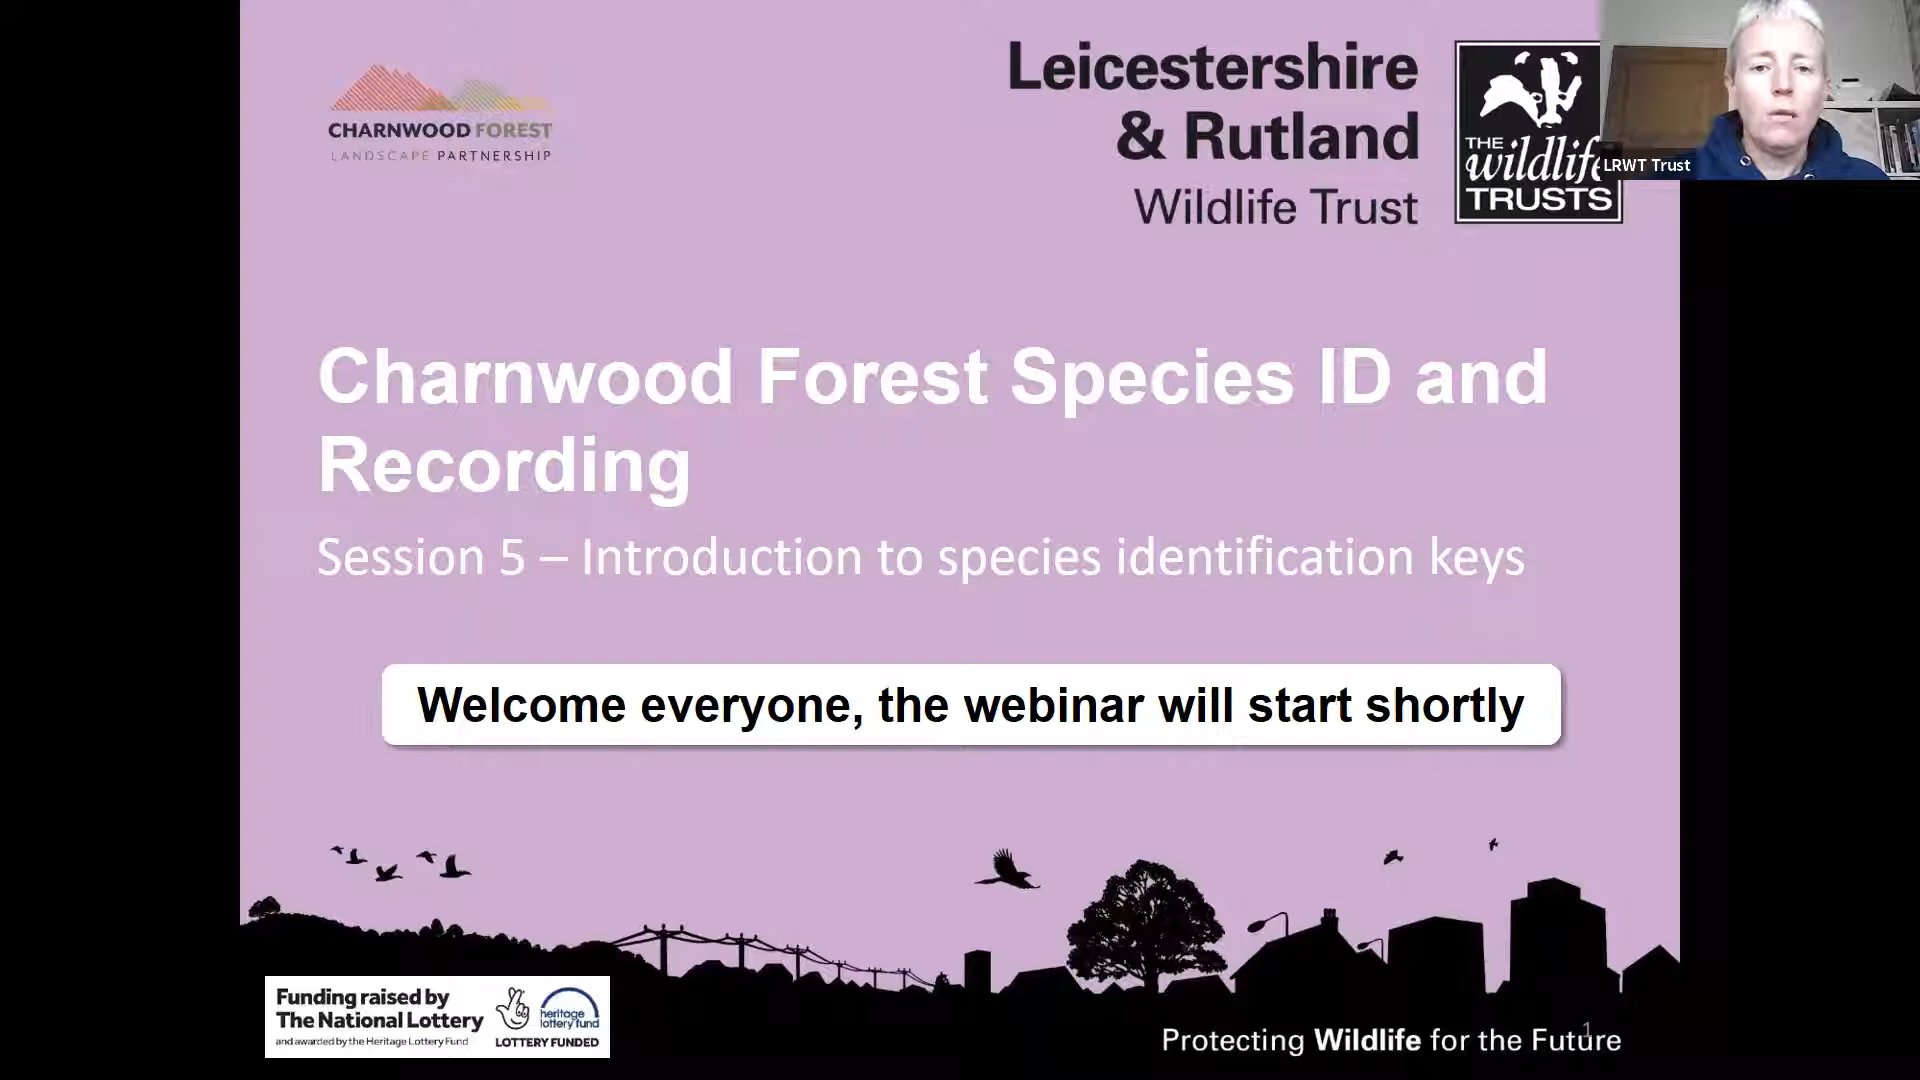 CHARNWOOD FOREST
LANDSCAPE PARTNERSHIP
Leicestershire
& Rutland
Wildlife Trust
THE
wildlife
TRUSTS
LRWT Trust
Charnwood Forest Species ID and
Recording
Session 5 – Introduction to species identification keys
Welcome everyone, the webinar will start shortly
Funding raised by
The National Lottery
and awarded by the Heritage Lottery Fund
heritage
lottery fund
LOTTERY FUNDED
1
Protecting Wildlife for the Future